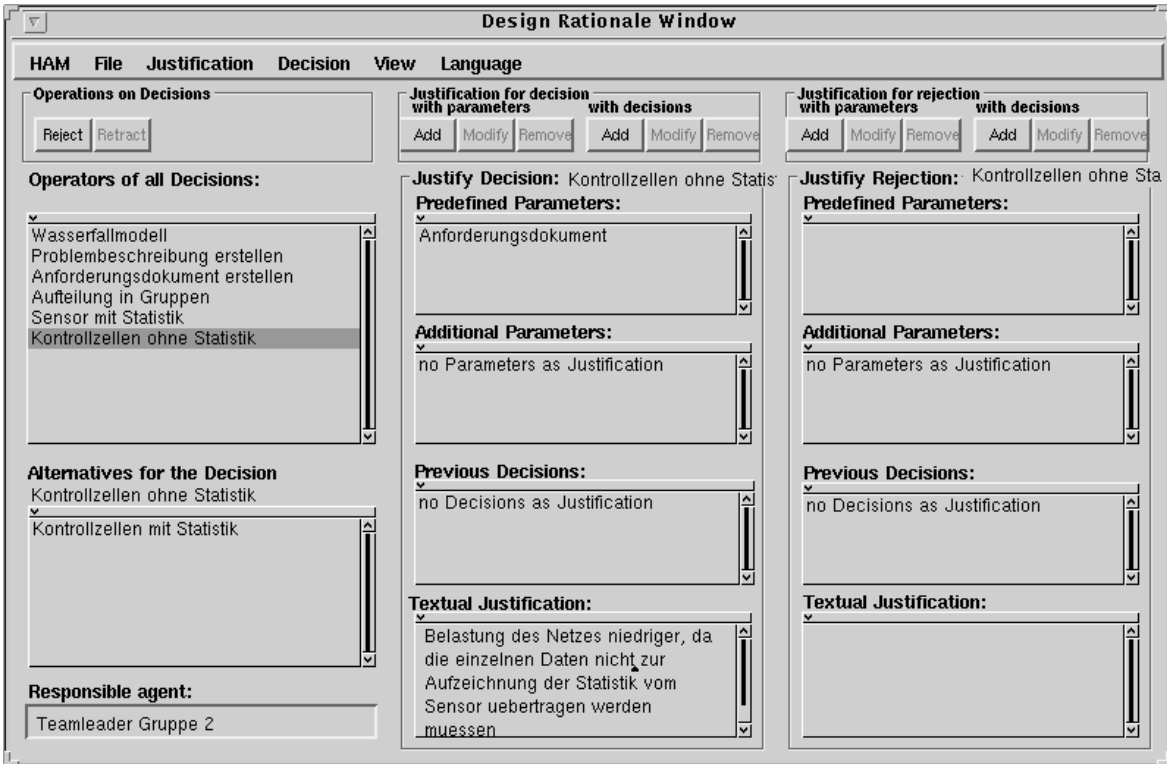 Design Rationale Window
HAM File Justification Decision View Language
Operations on Decisions
Reject Retract
Operators of all Decisions:
Wasserfallmodell
Problembeschreibung erstellen
Anforderungsdokument erstellen
Aufteilung in Gruppen
Sensor mit Statistik
Kontrollzellen ohne Statistik
Alternatives for the Decision
Kontrollzellen ohne Statistik
Kontrollzellen mit Statistik
Responsible agent:
Teamleader Gruppe 2
Justification for decision
with parameters with decisions
Add Modify Remove Add Modify Remove
Justify Decision: Kontrollzellen ohne Statis
Predefined Parameters:
Anforderungsdokument
Additional Parameters:
no Parameters as Justification
Previous Decisions:
no Decisions as Justification
Textual Justification:
Belastung des Netzes niedriger, da
die einzelnen Daten nicht zur
Aufzeichnung der Statistik vom
Sensor uebertragen werden
muessen
Justification for rejection
with parameters with decisions
Add Modify Remove Add Modify Remove
Justifiy Rejection: Kontrollzellen ohne Sta
Predefined Parameters:
Additional Parameters:
no Parameters as Justification
Previous Decisions:
no Decisions as Justification
Textual Justification: